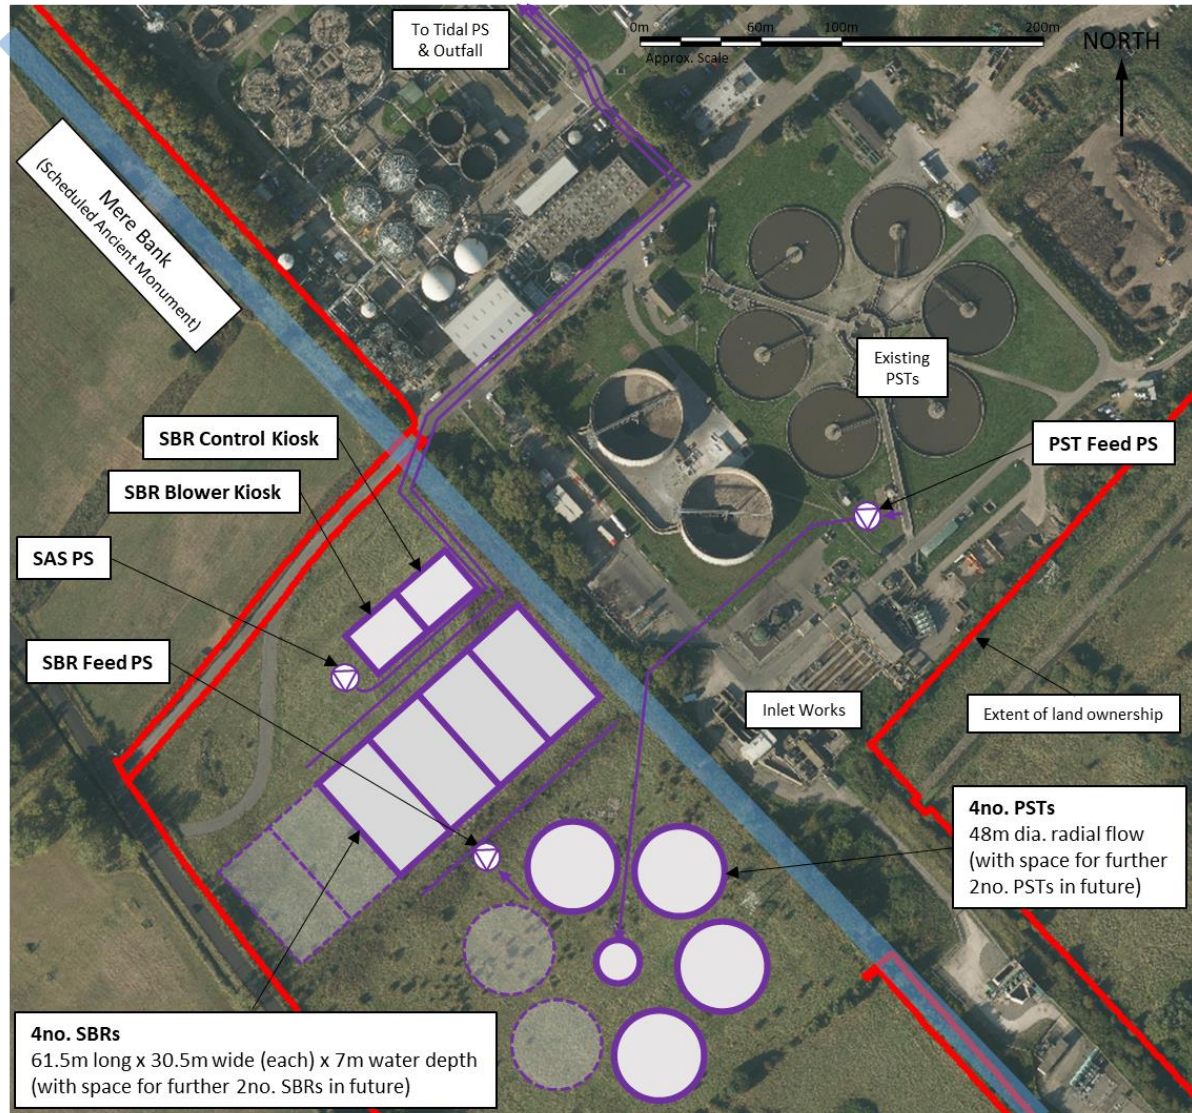 To Tidal PS
& Outfall
0m
60m
100m
200m
Approx. Scale
NORTH
Mere Bank
(Scheduled Ancient Monument)
Existing
PSTs
SBR Control Kiosk
PST Feed PS
SBR Blower Kiosk
SAS PS
SBR Feed PS
Inlet Works
Extent of land ownership
4no. PSTs
48m dia. radial flow
(with space for further
2no. PSTs in future)
4no. SBRs
61.5m long x 30.5m wide (each) x 7m water depth
(with space for further 2no. SBRs in future)